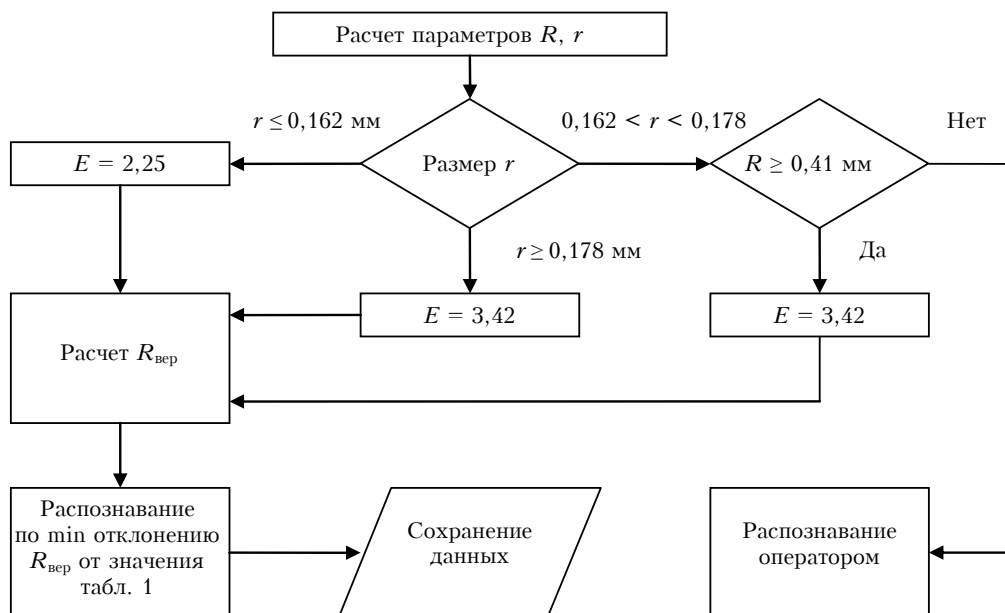 Расчет параметров R, r
r ≤ 0,162 мм
0,162 < r < 0,178
Нет
E = 2,25
Размер r
R ≥ 0,41 мм
r ≥ 0,178 мм
Да
Расчет Rвер
E = 3,42
E = 3,42
Распознавание
по min отклонению
Rвер от значения
табл. 1
Сохранение
данных
Распознавание
оператором